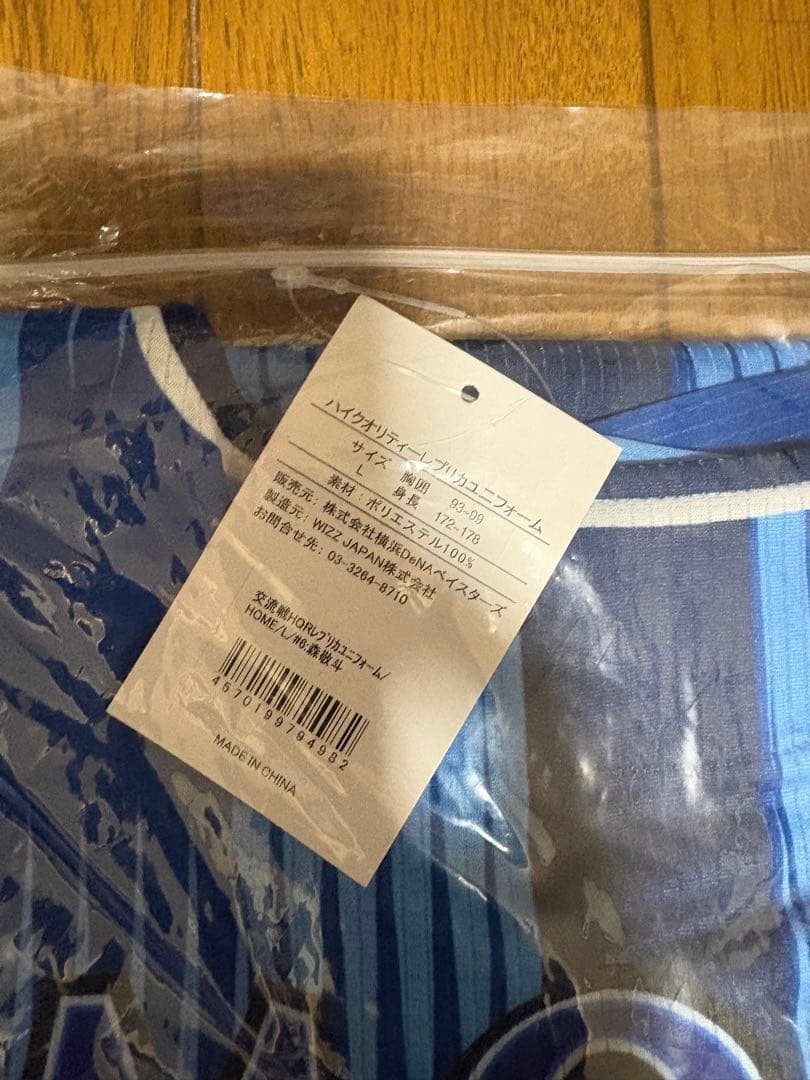 ハイクオリティーレプリカユニフォーム
サイズ 胸囲 93-99
L 身長 172-178
素材：ポリエステル100%
販売元：株式会社横浜DeNAベイスターズ
製造元：WIZZ JAPAN株式会社
お問合せ先：03-3264-8710
交流戦HQレプリカユニフォーム/
HOME/L/#6:森敬斗
4570199794982
MADE IN CHINA